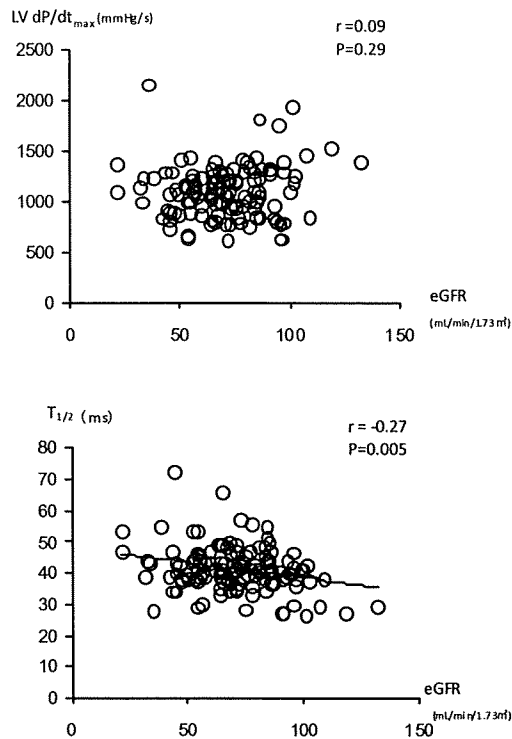 LV dP/dtmax(mmHg/s)
r =0.09
P=0.29
2500
2000
1500
1000
500
0
0
50
100
150
eGFR
(mL/min/1.73㎡)
T1/2 (ms)
r = -0.27
P=0.005
80
70
60
50
40
30
20
10
0
0
50
100
150
eGFR
(mL/min/1.73㎡)